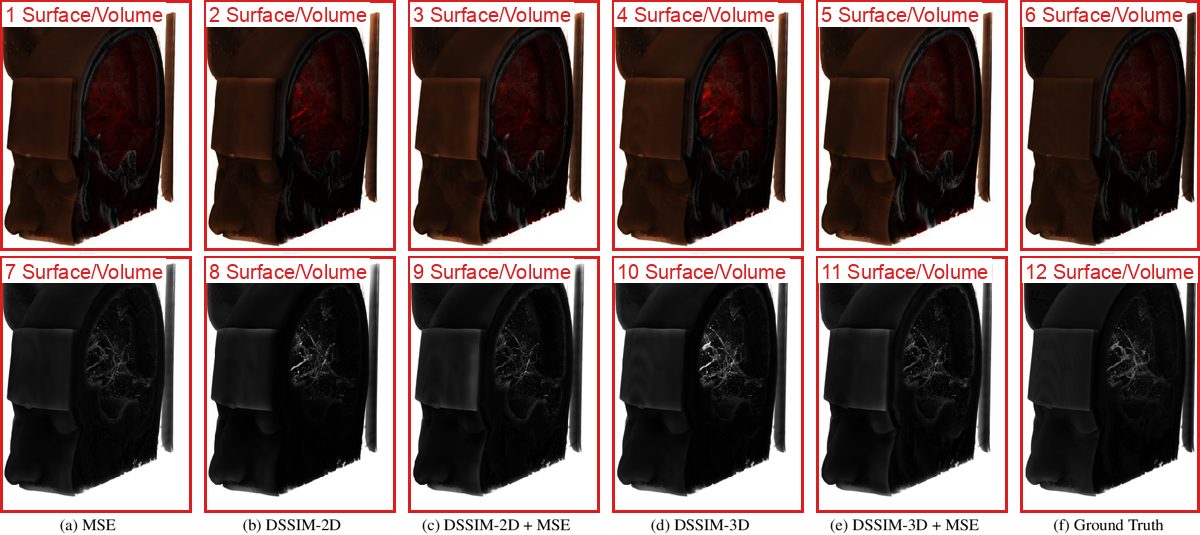 1 Surface/Volume
2 Surface/Volume
3 Surface/Volume
4 Surface/Volume
5 Surface/Volume
6 Surface/Volume
7 Surface/Volume
8 Surface/Volume
9 Surface/Volume
10 Surface/Volume
11 Surface/Volume
12 Surface/Volume
(a) MSE
(b) DSSIM-2D
(c) DSSIM-2D + MSE
(d) DSSIM-3D
(e) DSSIM-3D + MSE
(f) Ground Truth